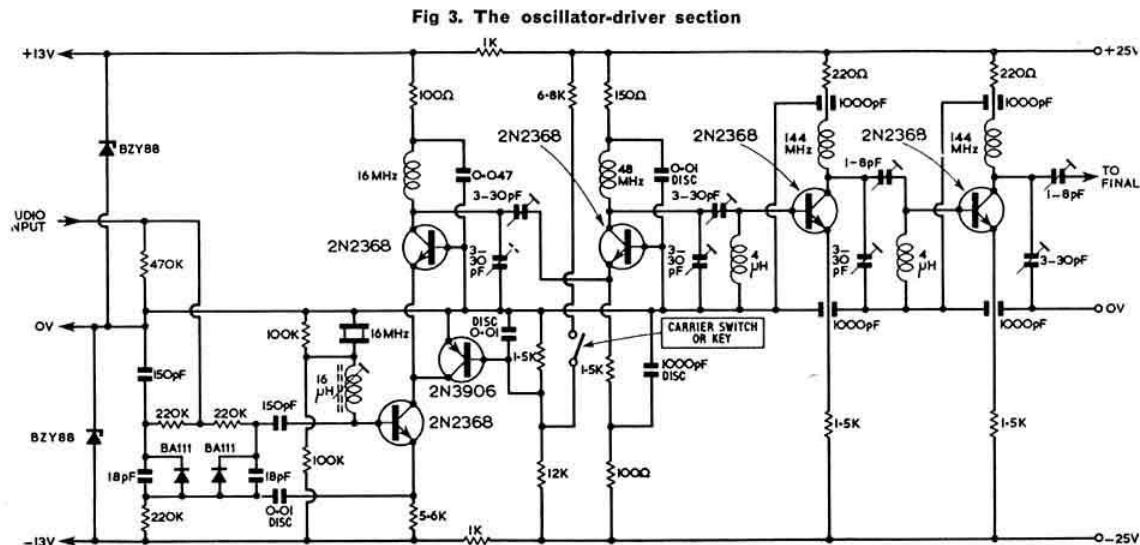 Fig 3. The oscillator-driver section
+13V
1K
+25V
100Ω
6·8K
150Ω
220Ω
220Ω
1000pF
1000pF
2N2368
2N2368
2N2368
BZY88
16MHz
0·047
48 MHz
0·01 DISC
144 MHz
144 MHz
1-8pF
TO FINAL
1-8pF
3-30pF
3-30pF
UDIO INPUT
2N2368
3-30 pF
3-30 pF
4 μH
3-30 pF
4 μH
3-30pF
470K
OV
OV
100K
16MHz
DISC 0·01
CARRIER SWITCH OR KEY
1000pF
1000pF
150pF
16 μH
2N3906
1·5K
1·5K
1000pF DISC
220K
220K
150pF
2N2368
BZY88
BA111
BA111
1·5K
1·5K
18pF
18pF
100K
12K
100Ω
220K
0·01 DISC
5·6K
1K
-13V
-25V